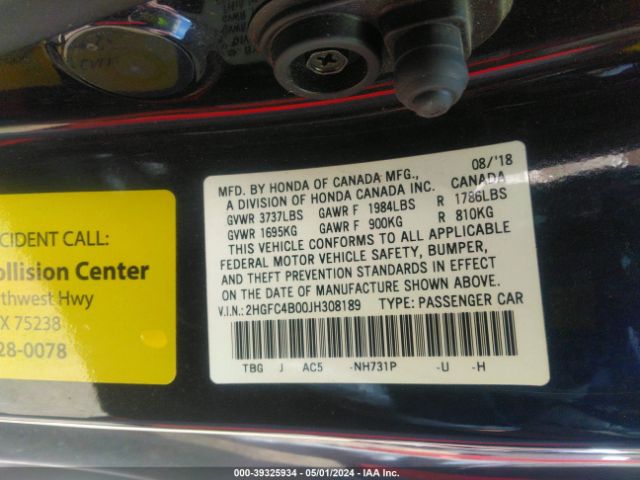 MFD. BY HONDA OF CANADA MFG., 08/'18
A DIVISION OF HONDA CANADA INC. CANADA
GVWR 3737LBS GAWR F 1984LBS R 1786LBS
GVWR 1695KG GAWR F 900KG R 810KG
THIS VEHICLE CONFORMS TO ALL APPLICABLE
FEDERAL MOTOR VEHICLE SAFETY, BUMPER,
AND THEFT PREVENTION STANDARDS IN EFFECT
ON THE DATE OF MANUFACTURE SHOWN ABOVE.
V.I.N.: 2HGFC4B00JH308189 TYPE: PASSENGER CAR
TBG J AC5 -NH731P -U -H
CIDENT CALL:
ollision Center
thwest Hwy
X 75238
28-0078
000-39325934 - 05/01/2024 - IAA Inc.